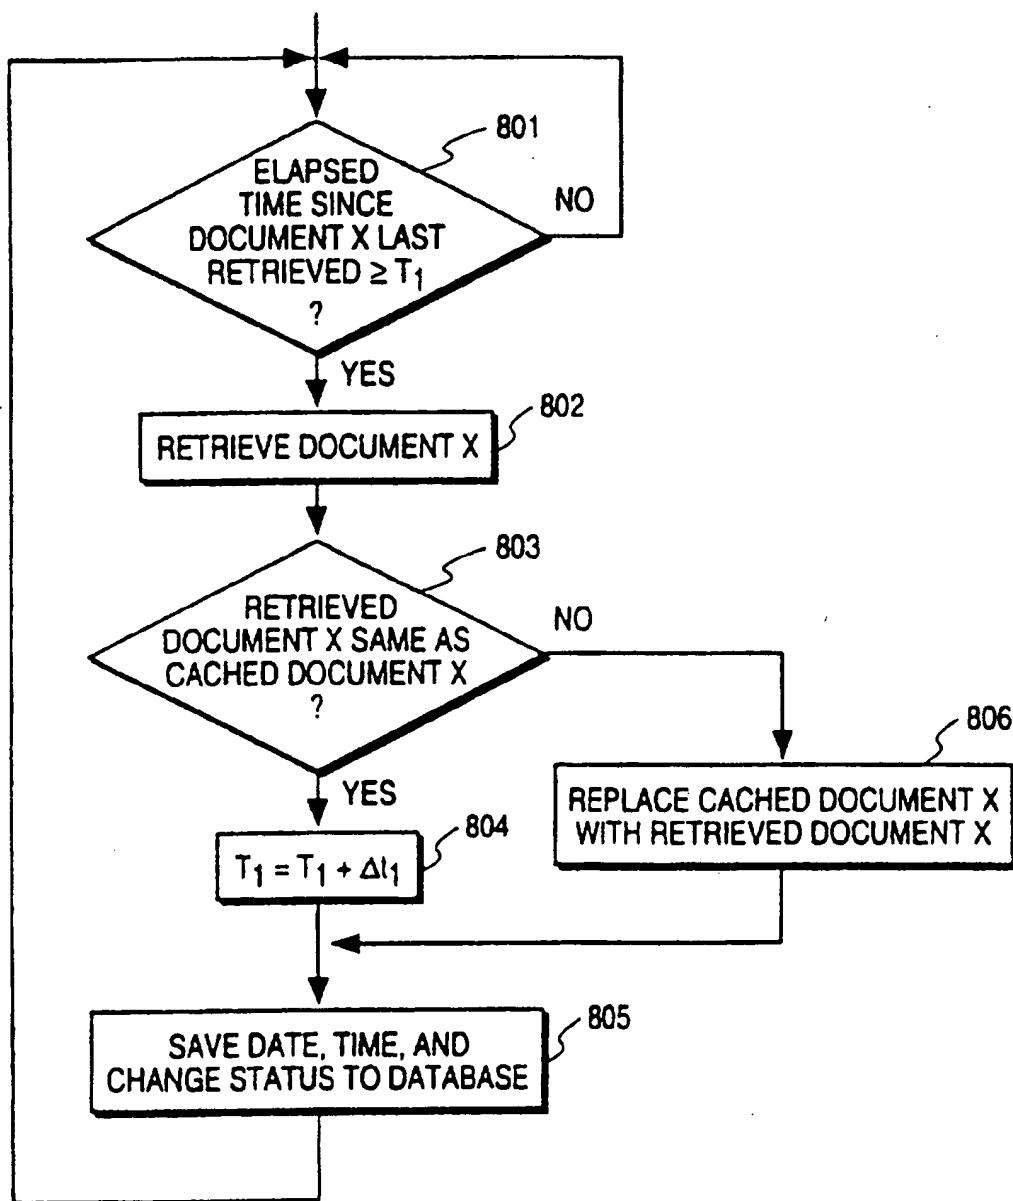 801
ELAPSED
TIME SINCE
DOCUMENT X LAST
RETRIEVED ≥ T1
?
NO
YES
802
RETRIEVE DOCUMENT X
803
RETRIEVED
DOCUMENT X SAME AS
CACHED DOCUMENT X
?
NO
YES
806
REPLACE CACHED DOCUMENT X
WITH RETRIEVED DOCUMENT X
804
T1 = T1 + Δt1
805
SAVE DATE, TIME, AND
CHANGE STATUS TO DATABASE